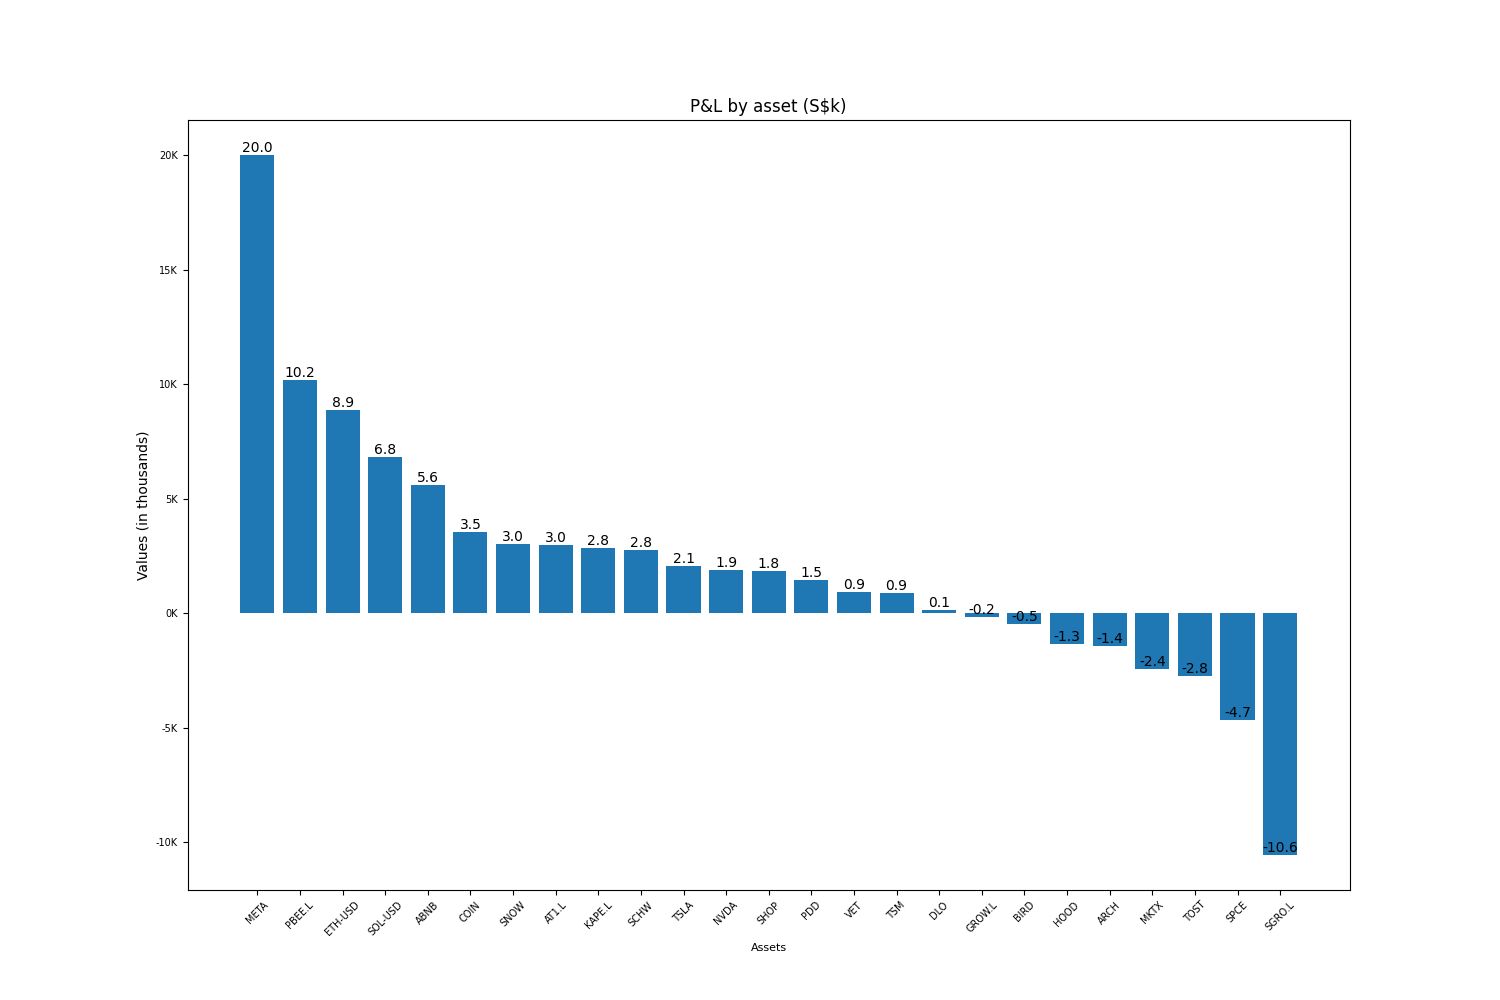 P&L by asset (S$k)
20K
15K
10K
5K
0K
-5K
-10K
Values (in thousands)
20.0
10.2
8.9
6.8
5.6
3.5
3.0
3.0
2.8
2.8
2.1
1.9
1.8
1.5
0.9
0.9
0.1
-0.2
-0.5
-1.3
-1.4
-2.4
-2.8
-4.7
-10.6
META
PBEE.L
ETH-USD
SOL-USD
ABNB
COIN
SNOW
AT1.L
KAPE.L
SCHW
TSLA
NVDA
SHOP
PDD
VET
TSM
DLO
GROW.L
BIRD
HOOD
ARCH
MKTX
TOST
SPCE
SGRO.L
Assets